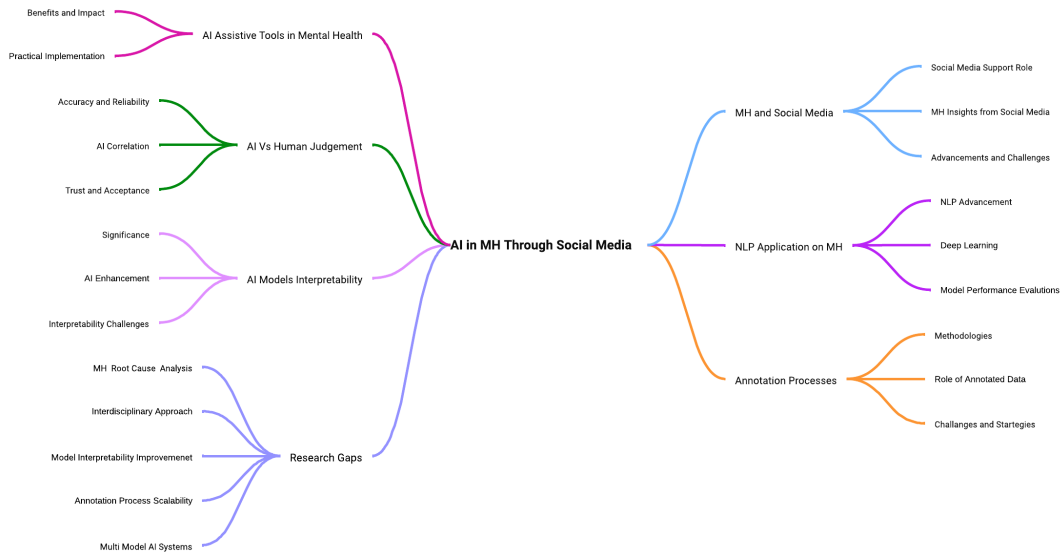 Benefits and Impact
Practical Implementation
AI Assistive Tools in Mental Health
Accuracy and Reliability
AI Correlation
Trust and Acceptance
AI Vs Human Judgement
Significance
AI Enhancement
Interpretability Challenges
AI Models Interpretability
MH Root Cause Analysis
Interdisciplinary Approach
Model Interpretability Improvemenet
Annotation Process Scalability
Multi Model AI Systems
Research Gaps
AI in MH Through Social Media
MH and Social Media
Social Media Support Role
MH Insights from Social Media
Advancements and Challenges
NLP Application on MH
NLP Advancement
Deep Learning
Model Performance Evalutions
Annotation Processes
Methodologies
Role of Annotated Data
Challanges and Startegies